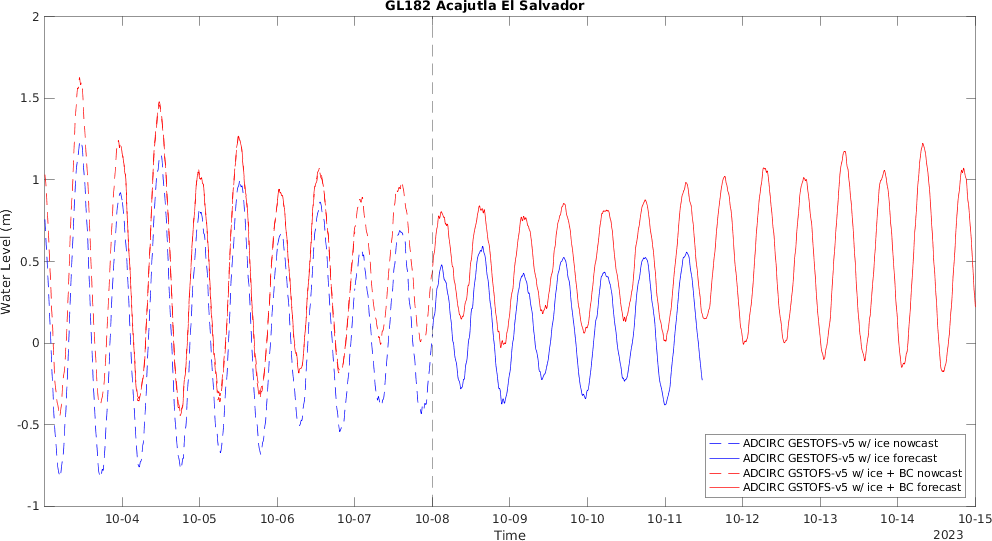 GL182 Acajutla El Salvador
Water Level (m)
2
1.5
1
0.5
0
-0.5
-1
ADCIRC GESTOFS-v5 w/ ice nowcast
ADCIRC GESTOFS-v5 w/ ice forecast
ADCIRC GSTOFS-v5 w/ ice + BC nowcast
ADCIRC GSTOFS-v5 w/ ice + BC forecast
10-04 10-05 10-06 10-07 10-08 10-09 10-10 10-11 10-12 10-13 10-14 10-15
Time
2023